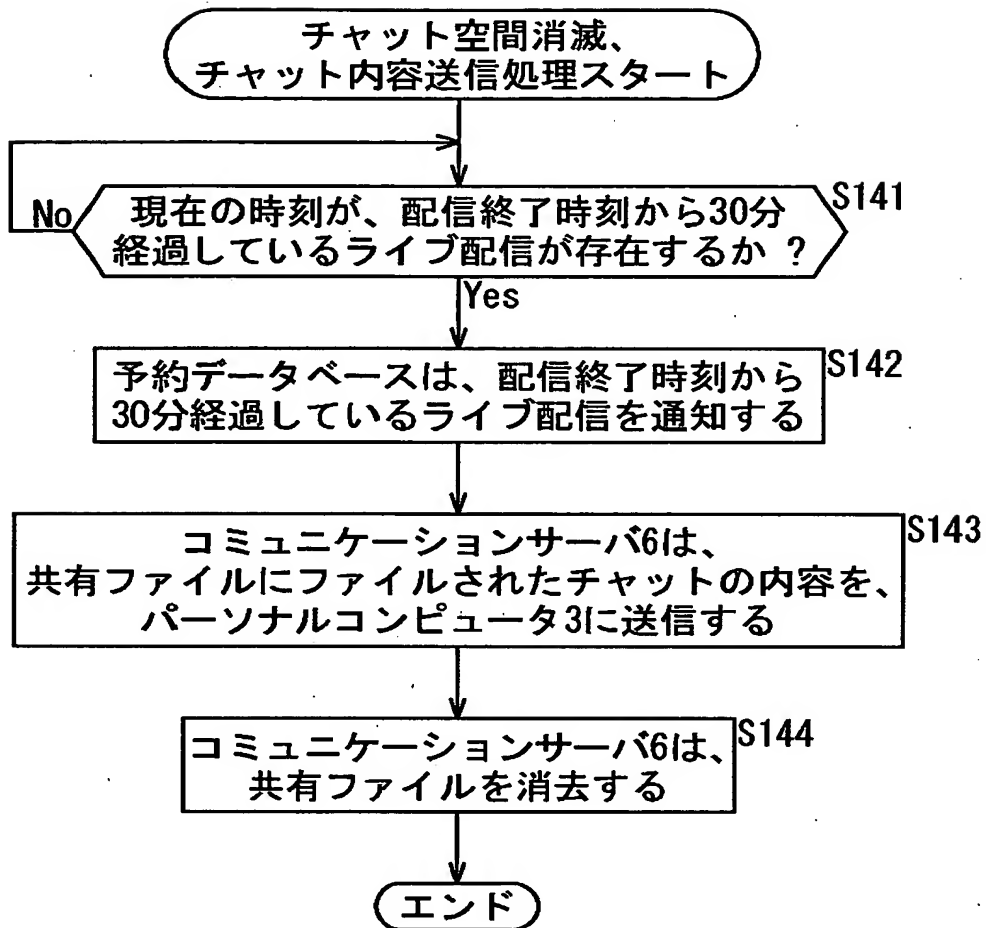 チャット空間消滅、
チャット内容送信処理スタート
No
現在の時刻が、配信終了時刻から30分
経過しているライブ配信が存在するか ?
S141
Yes
予約データベースは、配信終了時刻から
30分経過しているライブ配信を通知する
S142
コミュニケーションサーバ6は、
共有ファイルにファイルされたチャットの内容を、
パーソナルコンピュータ3に送信する
S143
コミュニケーションサーバ6は、
共有ファイルを消去する
S144
エンド